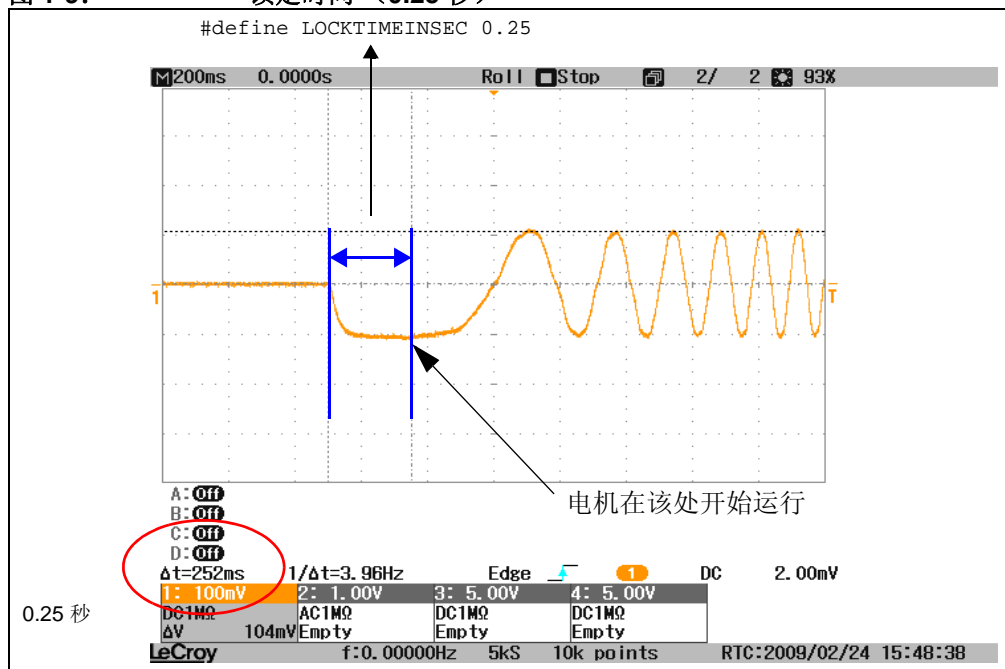 #define LOCKTIMEINSEC 0.25
M 200ms 0.0000s Roll Stop 2/ 2 93%
1
T
电机在该处开始运行
A:Off
B:Off
C:Off
D:Off
Δt=252ms 1/Δt=3.96Hz Edge 1 DC 2.00mV
1: 100mV 2: 1.00V 3: 5.00V 4: 5.00V
0.25 秒
DC1MΩ AC1MΩ DC1MΩ DC1MΩ
ΔV 104mV Empty Empty Empty
LeCroy f:0.00000Hz 5kS 10k points RTC:2009/02/24 15:48:38